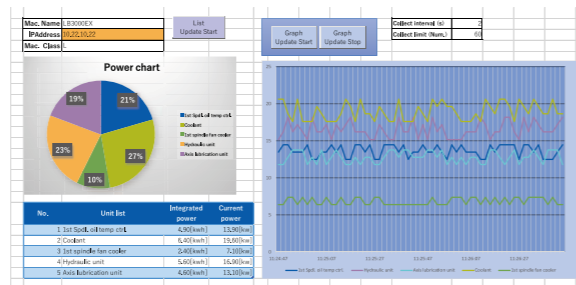 Mac. Name LB3000EX
IPAddress 10,22,10,22
Mac. Class L
List
Update Start
Graph
Update Start
Graph
Update Stop
Collect interval (s) 2
Collect limit (Num.) 60
Power chart
19%
21%
23%
27%
10%
1st Spdl. oil temp ctrl.
Coolant
1st spindle fan cooler
Hydraulic unit
Axis lubrication unit
No. Unit list Integrated power Current power
1 1st Spdl. oil temp ctrl. 4.90[kwh] 13.90[kw]
2 Coolant 6.40[kwh] 19.80[kw]
3 1st spindle fan cooler 2.40[kwh] 7.10[kw]
4 Hydraulic unit 5.60[kwh] 16.90[kw]
5 Axis lubrication unit 4.60[kwh] 13.10[kw]
25
20
15
10
5
0
1st Spdl. oil temp ctrl. Hydraulic unit Axis lubrication unit Coolant 1st spindle fan cooler